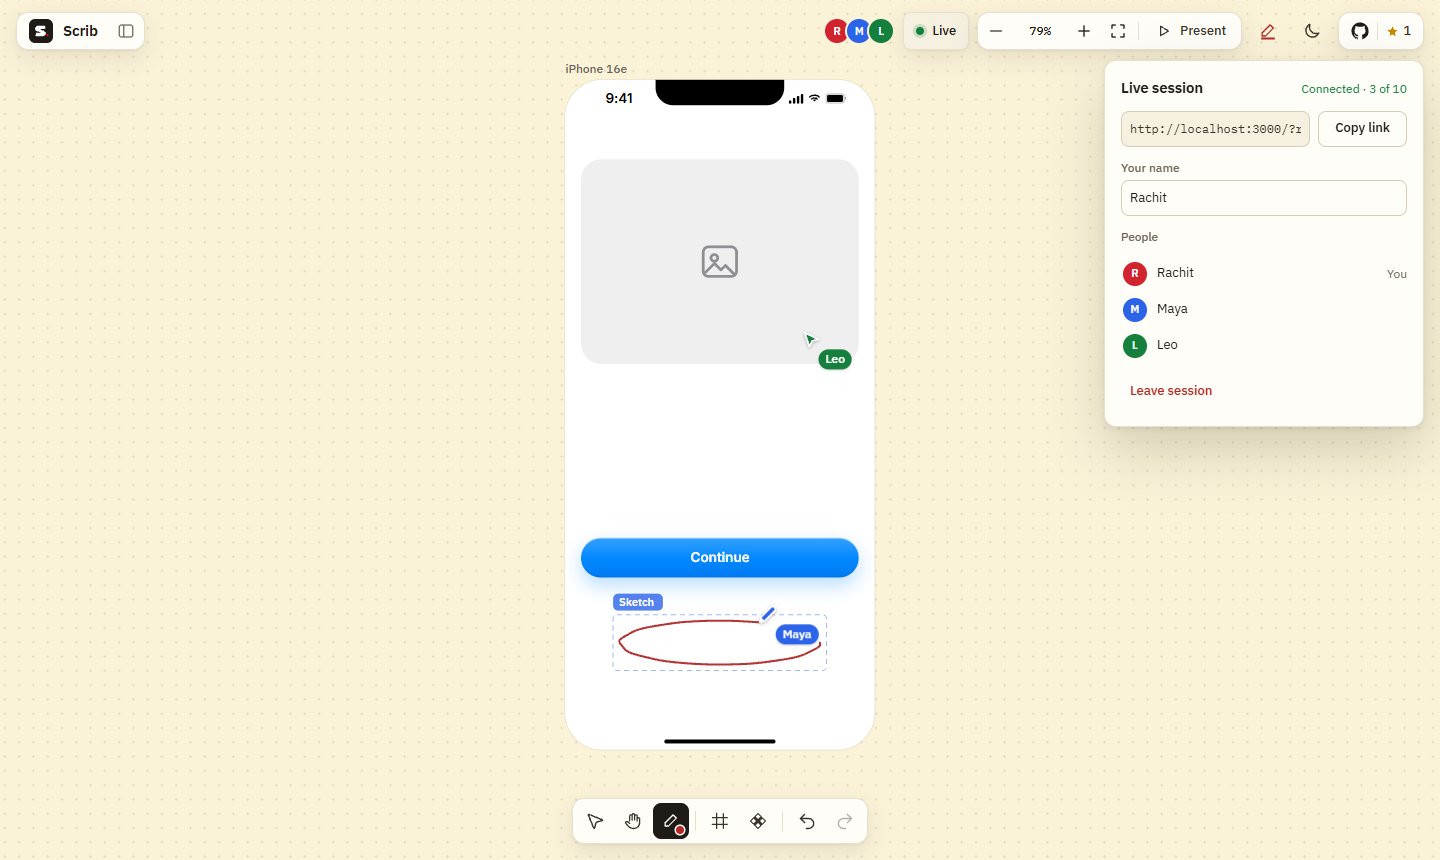 Scrib
R M L
Live
79%
Present
1
iPhone 16e
9:41
Leo
Continue
Sketch
Maya
Live session
Connected · 3 of 10
http://localhost:3000/?r
Copy link
Your name
Rachit
People
R Rachit You
M Maya
L Leo
Leave session